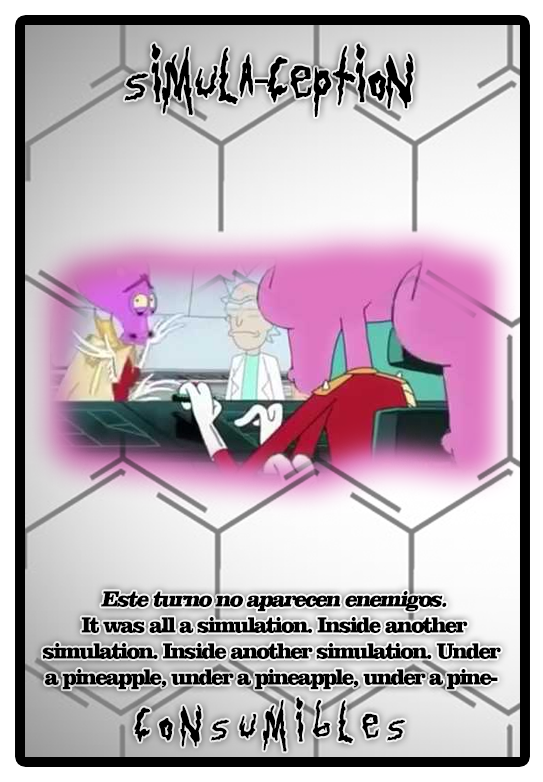 SiMULA-CEptioN
Este turno no aparecen enemigos.
It was all a simulation. Inside another
simulation. Inside another simulation. Under
a pineapple, under a pineapple, under a pine-
CoNsuMibLes